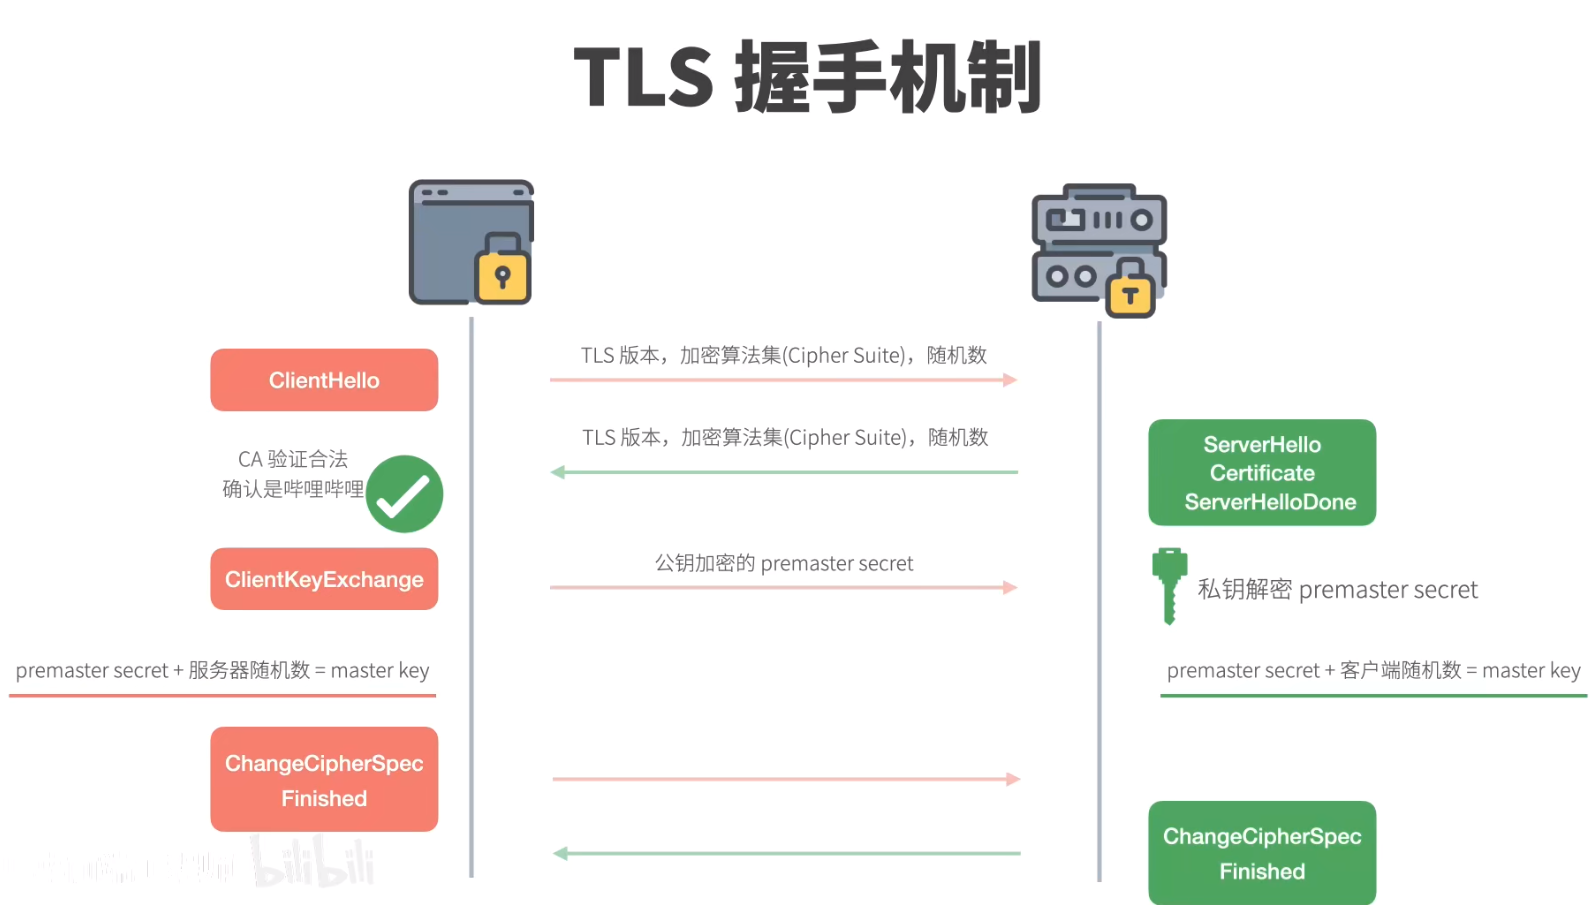 TLS 握手机制
TLS 版本，加密算法集(Cipher Suite)，随机数
ClientHello
TLS 版本，加密算法集(Cipher Suite)，随机数
ServerHello
Certificate
ServerHelloDone
CA 验证合法
确认是哔哩哔哩
公钥加密的 premaster secret
ClientKeyExchange
私钥解密 premaster secret
premaster secret + 服务器随机数 = master key
premaster secret + 客户端随机数 = master key
ChangeCipherSpec
Finished
ChangeCipherSpec
Finished
bilibili